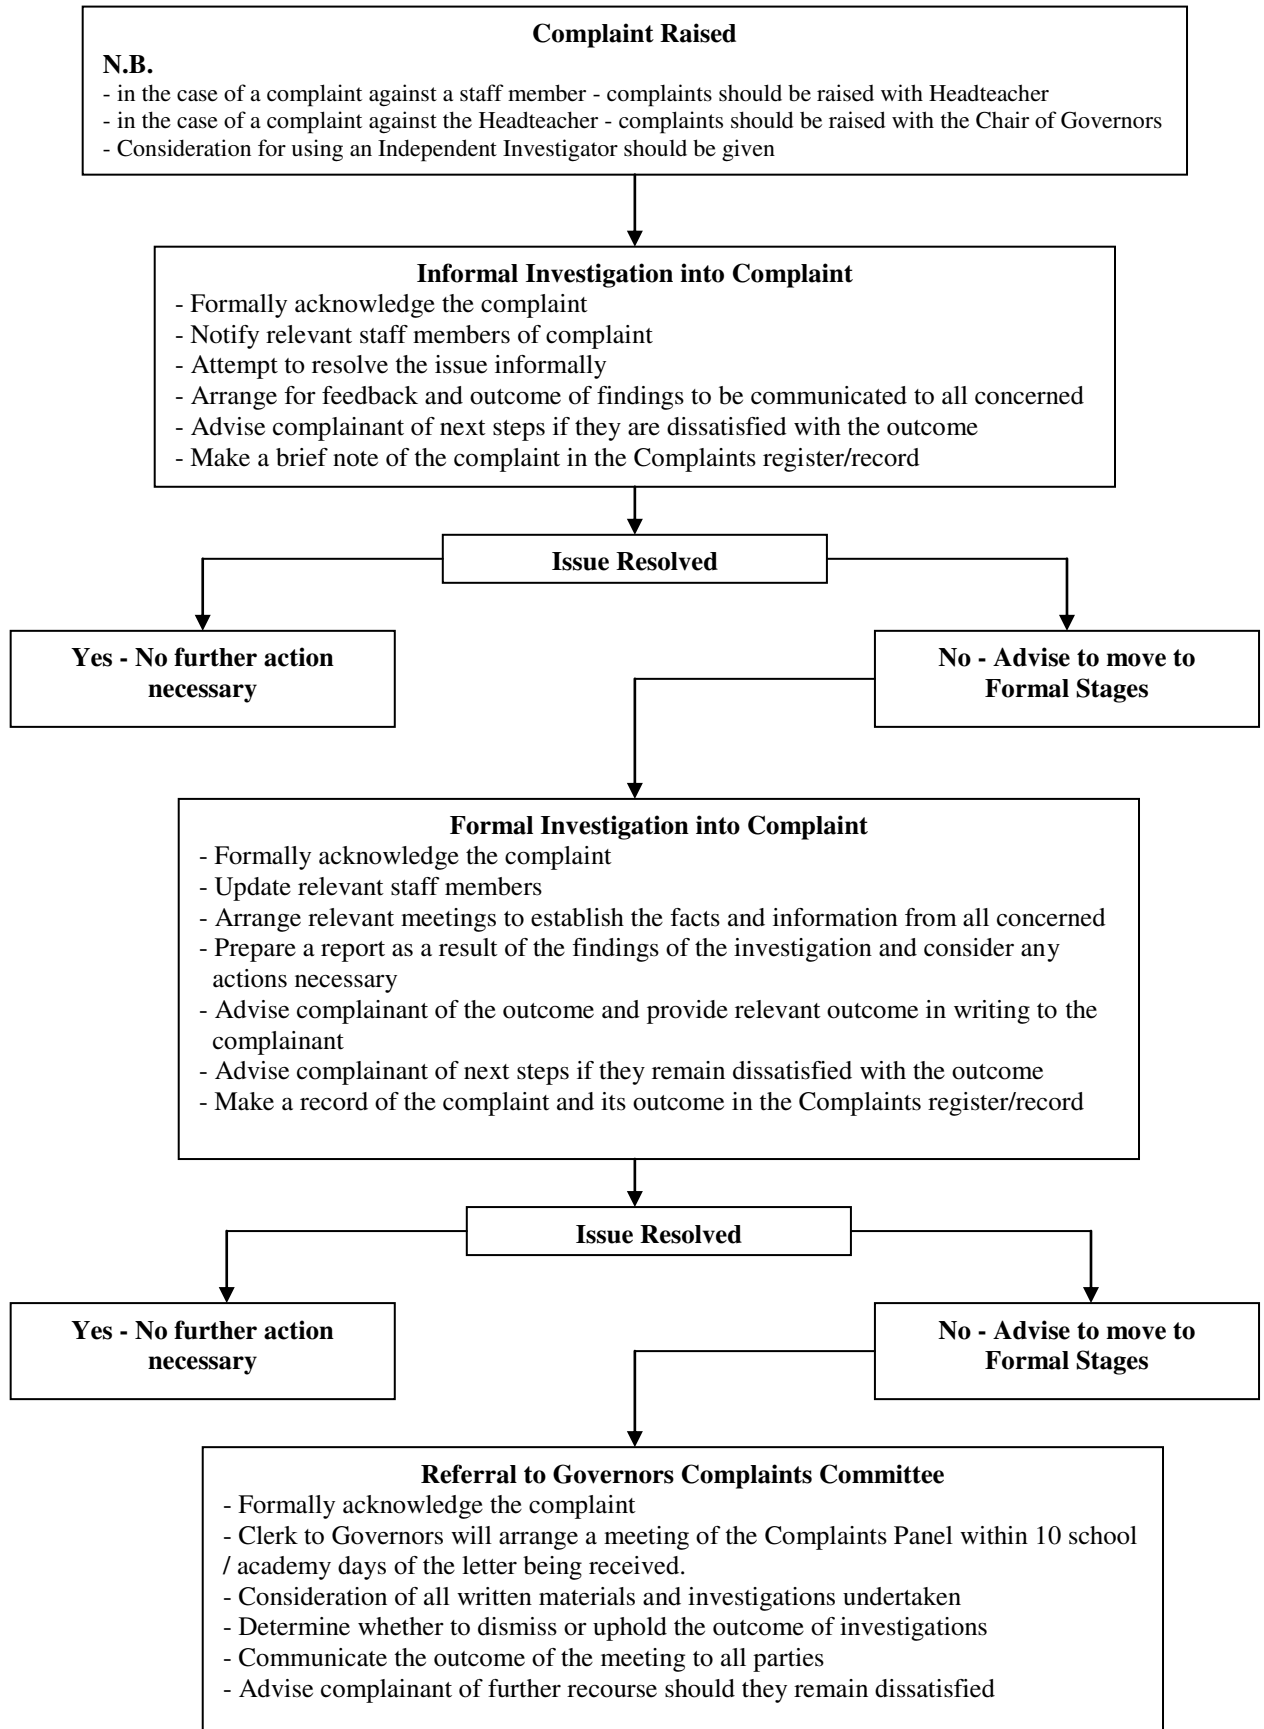 Complaint Raised
N.B.
- in the case of a complaint against a staff member - complaints should be raised with Headteacher
- in the case of a complaint against the Headteacher - complaints should be raised with the Chair of Governors
- Consideration for using an Independent Investigator should be given
Informal Investigation into Complaint
- Formally acknowledge the complaint
- Notify relevant staff members of complaint
- Attempt to resolve the issue informally
- Arrange for feedback and outcome of findings to be communicated to all concerned
- Advise complainant of next steps if they are dissatisfied with the outcome
- Make a brief note of the complaint in the Complaints register/record
Issue Resolved
Yes - No further action
necessary
No - Advise to move to
Formal Stages
Formal Investigation into Complaint
- Formally acknowledge the complaint
- Update relevant staff members
- Arrange relevant meetings to establish the facts and information from all concerned
- Prepare a report as a result of the findings of the investigation and consider any
actions necessary
- Advise complainant of the outcome and provide relevant outcome in writing to the
complainant
- Advise complainant of next steps if they remain dissatisfied with the outcome
- Make a record of the complaint and its outcome in the Complaints register/record
Issue Resolved
Yes - No further action
necessary
No - Advise to move to
Formal Stages
Referral to Governors Complaints Committee
- Formally acknowledge the complaint
- Clerk to Governors will arrange a meeting of the Complaints Panel within 10 school
/ academy days of the letter being received.
- Consideration of all written materials and investigations undertaken
- Determine whether to dismiss or uphold the outcome of investigations
- Communicate the outcome of the meeting to all parties
- Advise complainant of further recourse should they remain dissatisfied